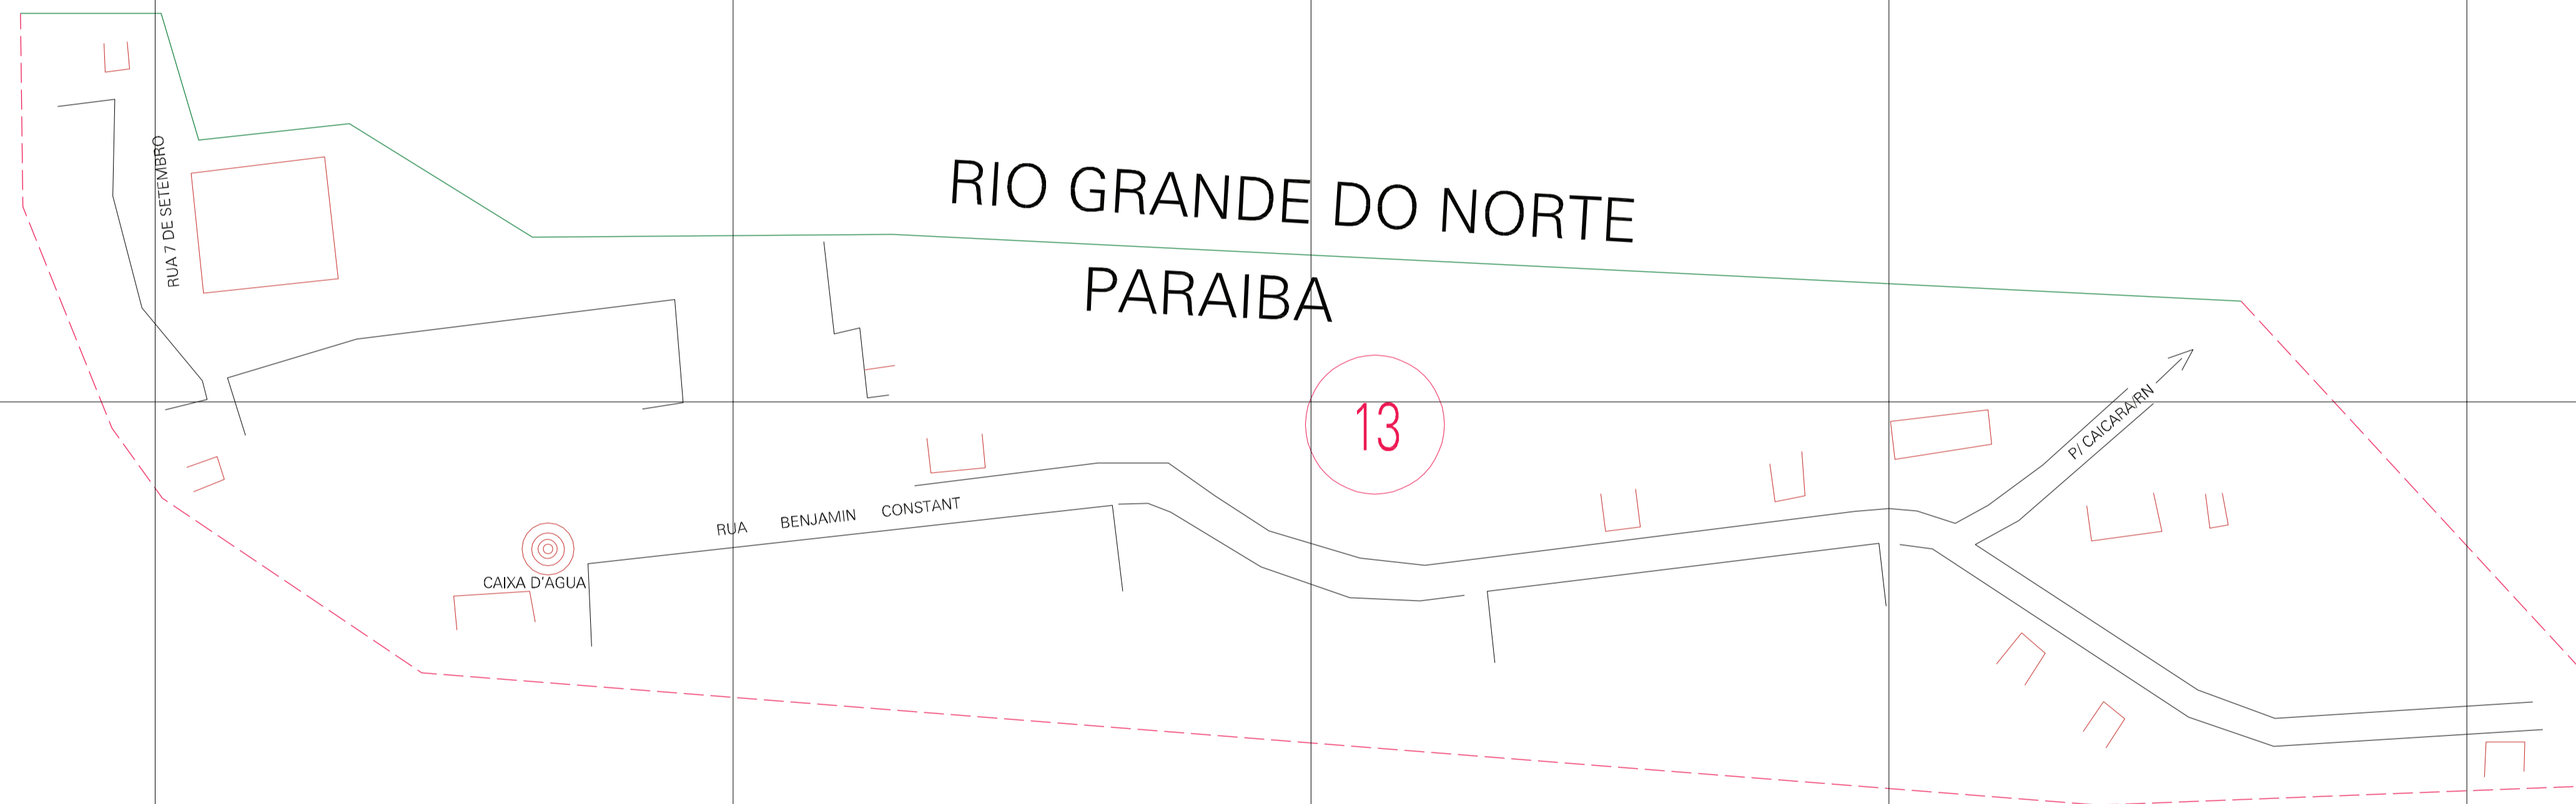 RUA 7 DE SETEMBRO
RIO GRANDE DO NORTE
PARAIBA
13
P/ CAICARA/RN
RUA BENJAMIN CONSTANT
CAIXA D'AGUA